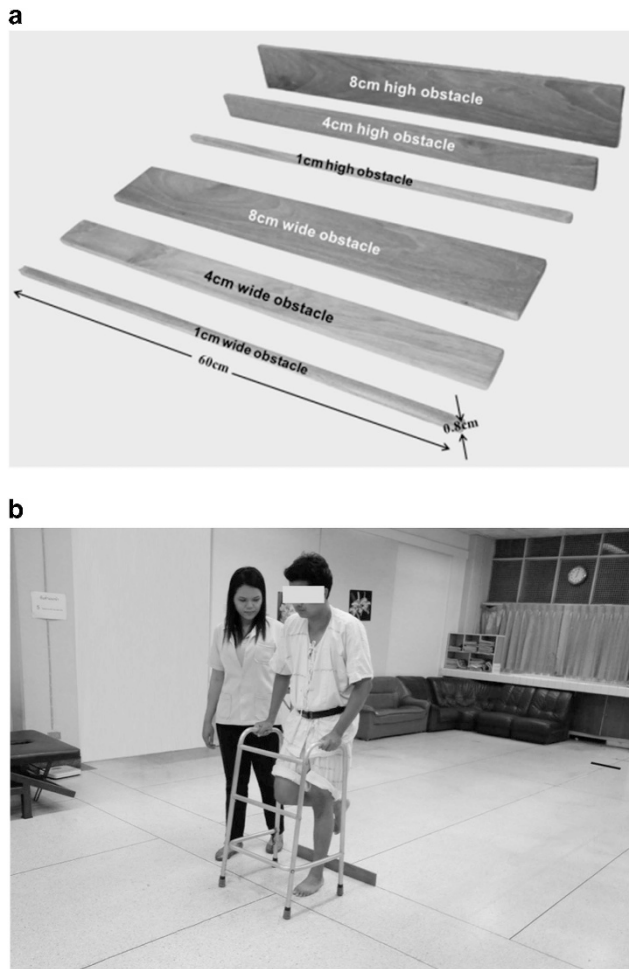 a
8cm high obstacle
4cm high obstacle
1cm high obstacle
8cm wide obstacle
4cm wide obstacle
1cm wide obstacle
60cm
0.8cm
b